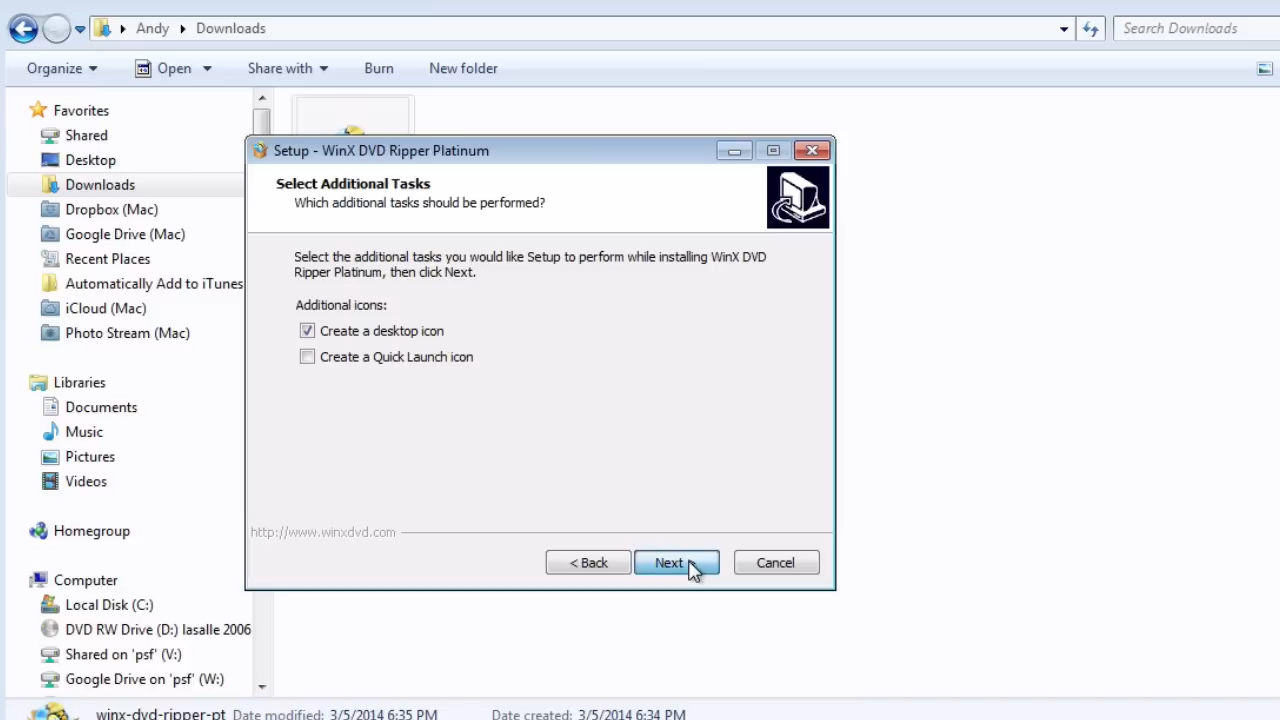 Andy Downloads
Search Downloads
Organize Open Share with Burn New folder
Favorites
Shared
Desktop
Downloads
Dropbox (Mac)
Google Drive (Mac)
Recent Places
Automatically Add to iTunes
iCloud (Mac)
Photo Stream (Mac)
Libraries
Documents
Music
Pictures
Videos
Homegroup
Computer
Local Disk (C:)
DVD RW Drive (D:) lasalle 2006
Shared on 'psf' (V:)
Google Drive on 'psf' (W:)
Setup - WinX DVD Ripper Platinum
Select Additional Tasks
Which additional tasks should be performed?
Select the additional tasks you would like Setup to perform while installing WinX DVD
Ripper Platinum, then click Next.
Additional icons:
Create a desktop icon
Create a Quick Launch icon
http://www.winxdvd.com
< Back Next Cancel
winx-dvd-ripper-pt Date modified: 3/5/2014 6:35 PM Date created: 3/5/2014 6:34 PM